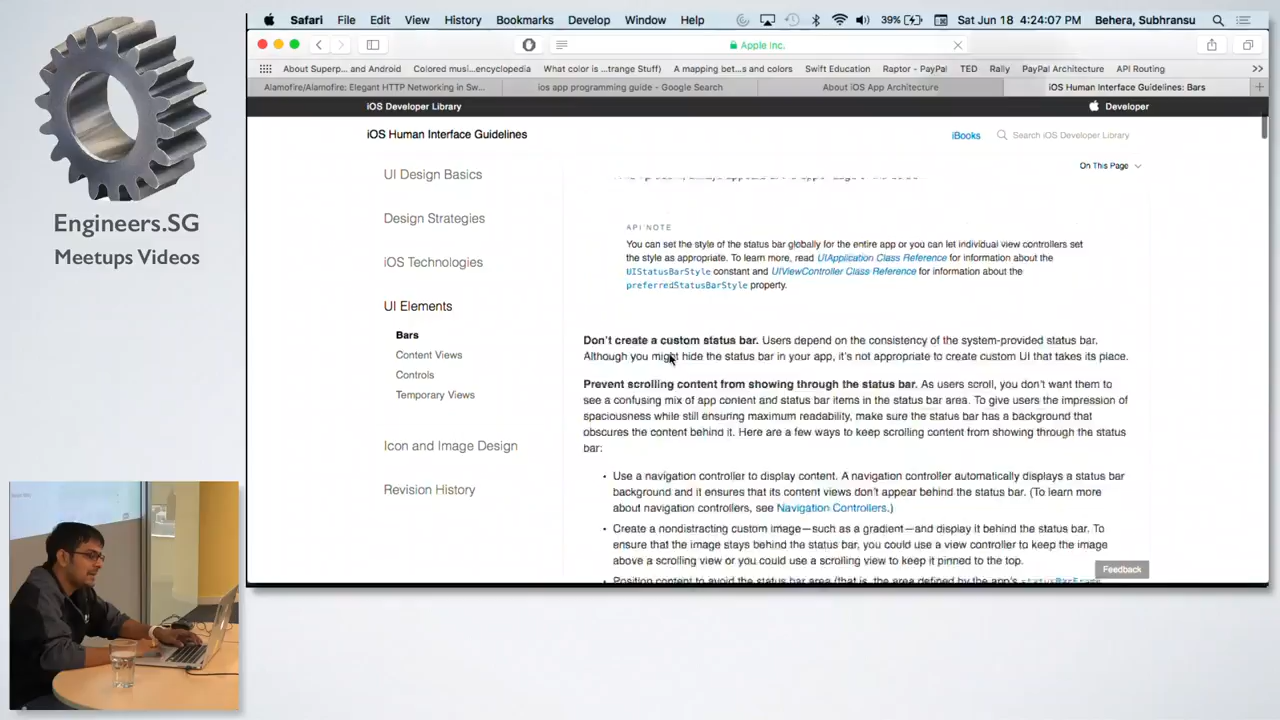 Engineers.SG
Meetups Videos
Safari File Edit View History Bookmarks Develop Window Help
39% Sat Jun 18 4:24:07 PM Behera, Subhransu
Apple Inc.
About Superp... and Android Colored musi...encyclopedia What color is ...trange Stuff) A mapping bet...s and colors Swift Education Raptor - PayPal TED Rally PayPal Architecture API Routing >>
Alamofire/Alamofire: Elegant HTTP Networking in Sw... ios app programming guide - Google Search About iOS App Architecture iOS Human Interface Guidelines: Bars
iOS Developer Library Developer
iOS Human Interface Guidelines iBooks Search iOS Developer Library
On This Page
UI Design Basics
Design Strategies
iOS Technologies
UI Elements
Bars
Content Views
Controls
Temporary Views
Icon and Image Design
Revision History
API NOTE
You can set the style of the status bar globally for the entire app or you can let individual view controllers set
the style as appropriate. To learn more, read UIApplication Class Reference for information about the
UIStatusBarStyle constant and UIViewController Class Reference for information about the
preferredStatusBarStyle property.
Don't create a custom status bar. Users depend on the consistency of the system-provided status bar.
Although you might hide the status bar in your app, it's not appropriate to create custom UI that takes its place.
Prevent scrolling content from showing through the status bar. As users scroll, you don't want them to
see a confusing mix of app content and status bar items in the status bar area. To give users the impression of
spaciousness while still ensuring maximum readability, make sure the status bar has a background that
obscures the content behind it. Here are a few ways to keep scrolling content from showing through the status
bar:
• Use a navigation controller to display content. A navigation controller automatically displays a status bar
background and it ensures that its content views don't appear behind the status bar. (To learn more
about navigation controllers, see Navigation Controllers.)
• Create a nondistracting custom image—such as a gradient—and display it behind the status bar. To
ensure that the image stays behind the status bar, you could use a view controller to keep the image
above a scrolling view or you could use a scrolling view to keep it pinned to the top.
• Position content to avoid the status bar area (that is, the area defined by the app's statusBarFrame
Feedback